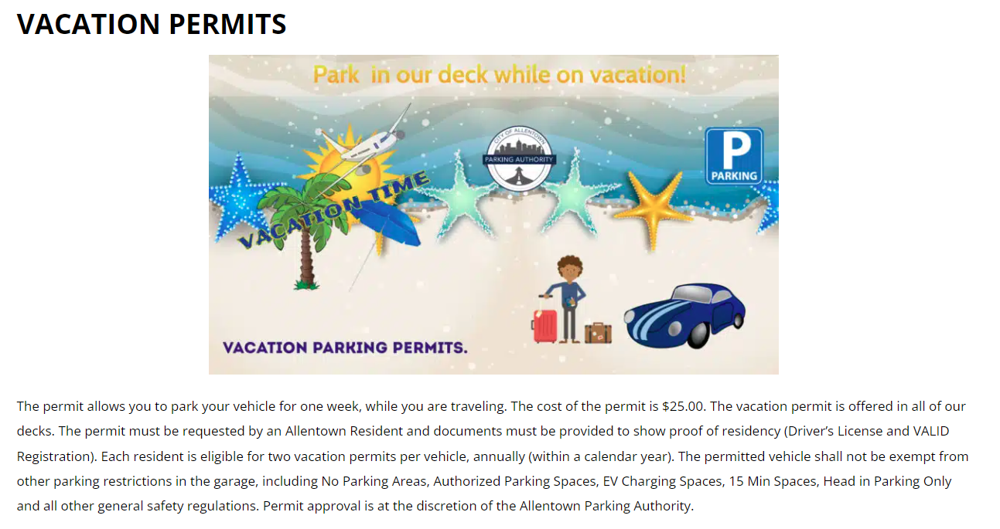 VACATION PERMITS
Park in our deck while on vacation!
CITY OF ALLENTOWN
PARKING AUTHORITY
P
PARKING
VACATION TIME
VACATION PARKING PERMITS.
The permit allows you to park your vehicle for one week, while you are traveling. The cost of the permit is $25.00. The vacation permit is offered in all of our
decks. The permit must be requested by an Allentown Resident and documents must be provided to show proof of residency (Driver’s License and VALID
Registration). Each resident is eligible for two vacation permits per vehicle, annually (within a calendar year). The permitted vehicle shall not be exempt from
other parking restrictions in the garage, including No Parking Areas, Authorized Parking Spaces, EV Charging Spaces, 15 Min Spaces, Head in Parking Only
and all other general safety regulations. Permit approval is at the discretion of the Allentown Parking Authority.